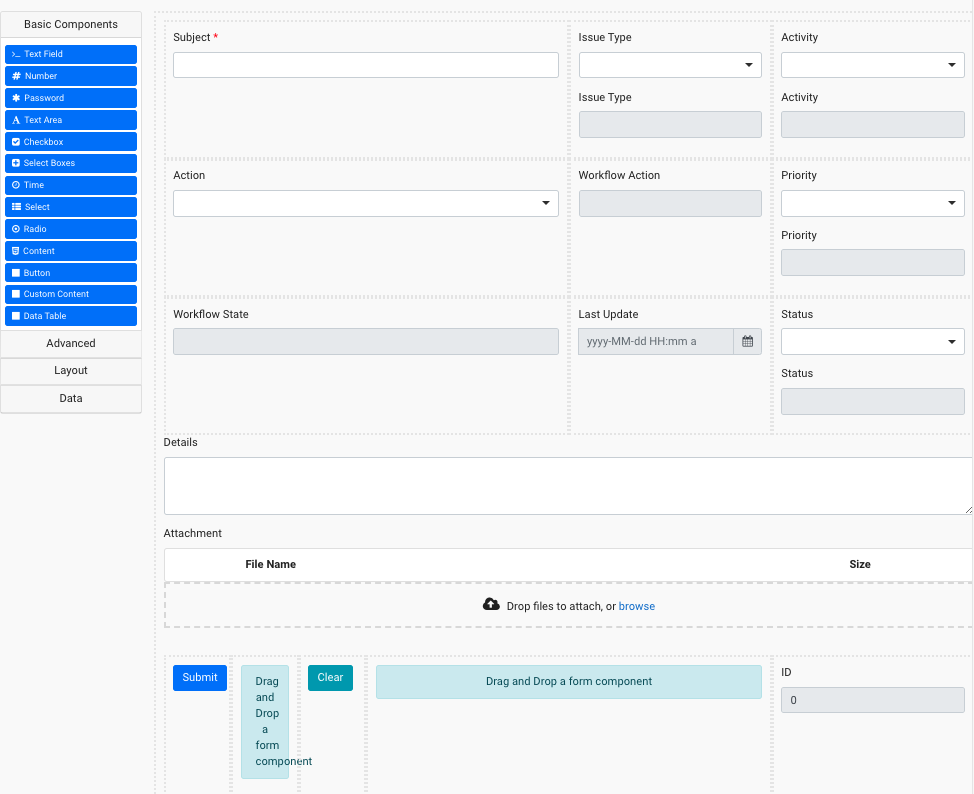 Basic Components
Text Field
Number
Password
Text Area
Checkbox
Select Boxes
Time
Select
Radio
Content
Button
Custom Content
Data Table
Advanced
Layout
Data
Subject *
Issue Type
Activity
Issue Type
Activity
Action
Workflow Action
Priority
Priority
Workflow State
Last Update
Status
yyyy-MM-dd HH:mm a
Status
Details
Attachment
File Name
Size
Drop files to attach, or browse
Submit
Drag
and
Drop
a
form
component
Clear
Drag and Drop a form component
ID
0